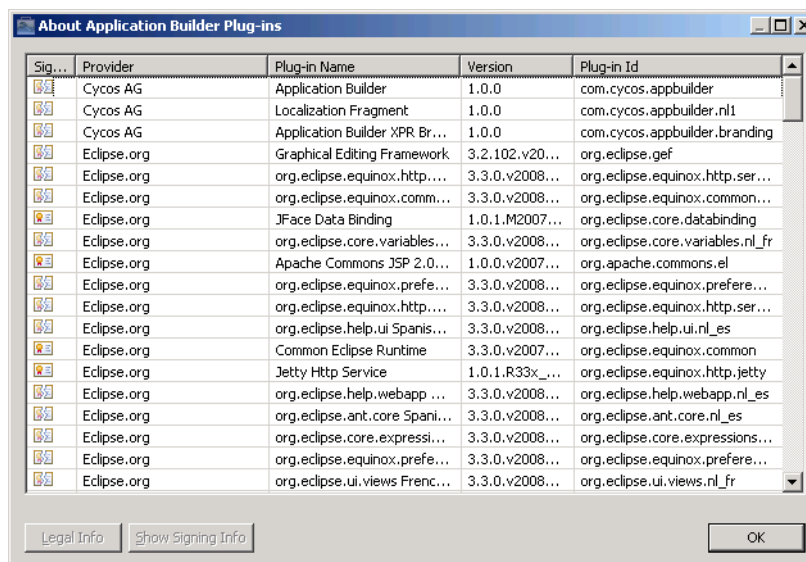 About Application Builder Plug-ins
Sig... Provider Plug-in Name Version Plug-in Id
Cycos AG Application Builder 1.0.0 com.cycos.appbuilder
Cycos AG Localization Fragment 1.0.0 com.cycos.appbuilder.nl1
Cycos AG Application Builder XPR Br... 1.0.0 com.cycos.appbuilder.branding
Eclipse.org Graphical Editing Framework 3.2.102.v20... org.eclipse.gef
Eclipse.org org.eclipse.equinox.http.... 3.3.0.v2008... org.eclipse.equinox.http.ser...
Eclipse.org org.eclipse.equinox.comm... 3.3.0.v2008... org.eclipse.equinox.common...
Eclipse.org JFace Data Binding 1.0.1.M2007... org.eclipse.core.databinding
Eclipse.org org.eclipse.core.variables... 3.3.0.v2008... org.eclipse.core.variables.nl_fr
Eclipse.org Apache Commons JSP 2.0... 1.0.0.v2007... org.apache.commons.el
Eclipse.org org.eclipse.equinox.prefe... 3.3.0.v2008... org.eclipse.equinox.prefere...
Eclipse.org org.eclipse.equinox.http.... 3.3.0.v2008... org.eclipse.equinox.http.ser...
Eclipse.org org.eclipse.help.ui Spanis... 3.3.0.v2008... org.eclipse.help.ui.nl_es
Eclipse.org Common Eclipse Runtime 3.3.0.v2007... org.eclipse.equinox.common
Eclipse.org Jetty Http Service 1.0.1.R33x_... org.eclipse.equinox.http.jetty
Eclipse.org org.eclipse.help.webapp ... 3.3.0.v2008... org.eclipse.help.webapp.nl_es
Eclipse.org org.eclipse.ant.core Spani... 3.3.0.v2008... org.eclipse.ant.core.nl_es
Eclipse.org org.eclipse.core.expressi... 3.3.0.v2008... org.eclipse.core.expressions...
Eclipse.org org.eclipse.equinox.prefe... 3.3.0.v2008... org.eclipse.equinox.prefere...
Eclipse.org org.eclipse.ui.views Frenc... 3.3.0.v2008... org.eclipse.ui.views.nl_fr
Legal Info Show Signing Info OK